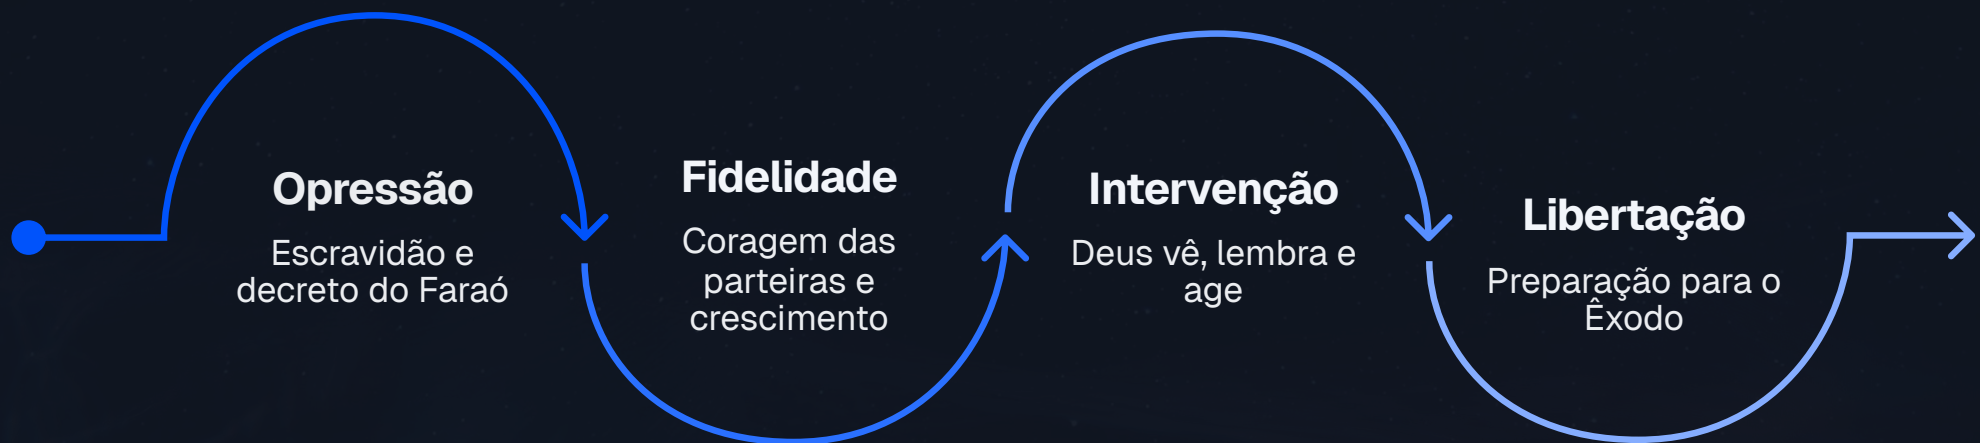 Opressão
Escravidão e
decreto do Faraó
Fidelidade
Coragem das
parteiras e
crescimento
Intervenção
Deus vê, lembra e
age
Libertação
Preparação para o
Êxodo